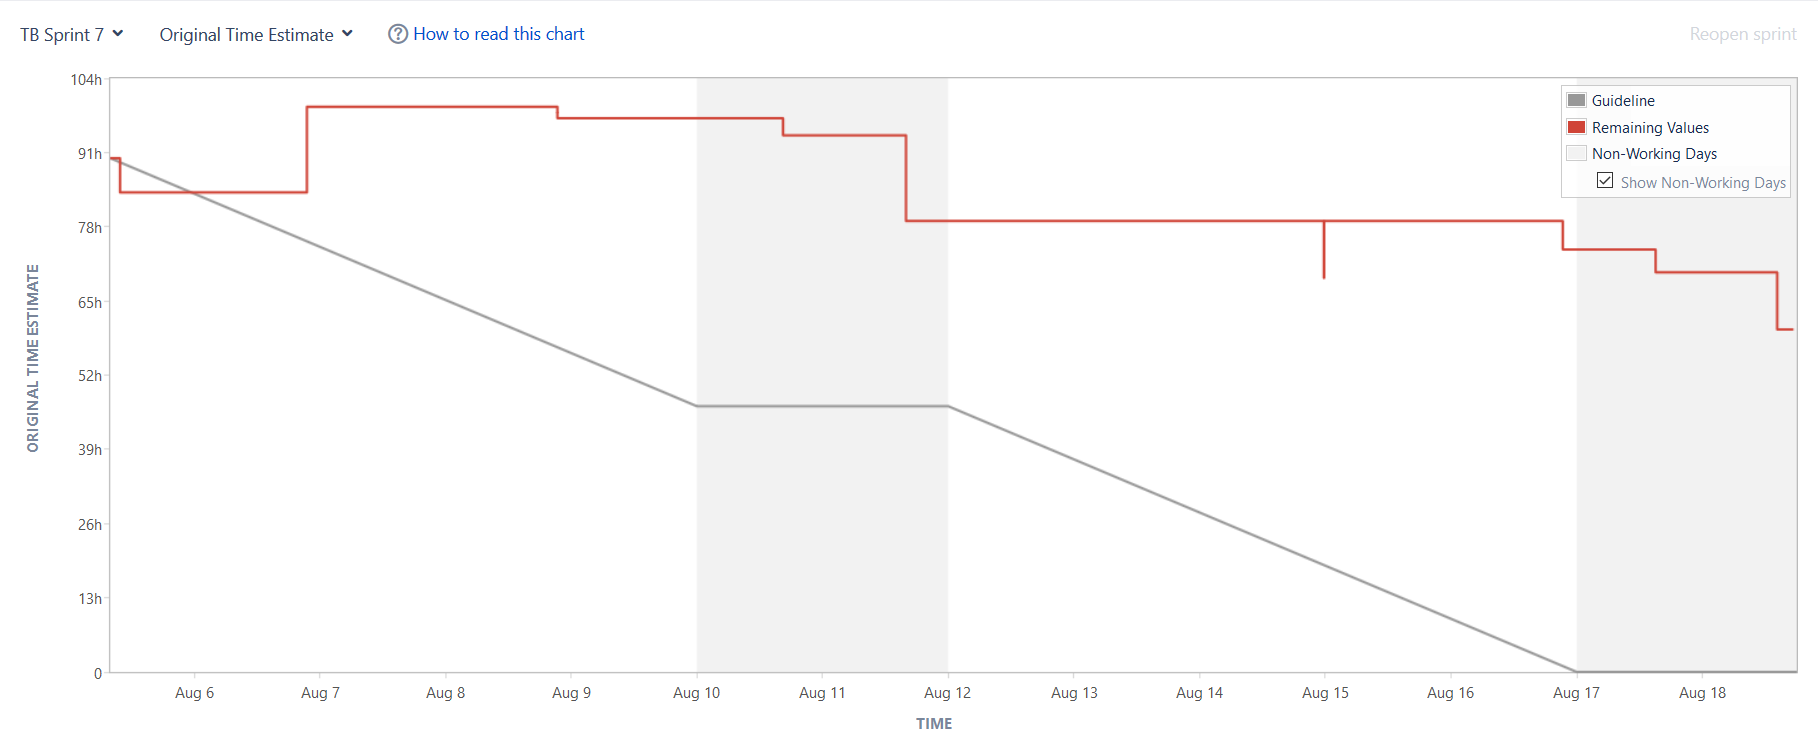 TB Sprint 7
Original Time Estimate
? How to read this chart
Reopen sprint
104h
91h
78h
65h
52h
39h
26h
13h
0
ORIGINAL TIME ESTIMATE
Guideline
Remaining Values
Non-Working Days
Show Non-Working Days
Aug 6
Aug 7
Aug 8
Aug 9
Aug 10
Aug 11
Aug 12
Aug 13
Aug 14
Aug 15
Aug 16
Aug 17
Aug 18
TIME